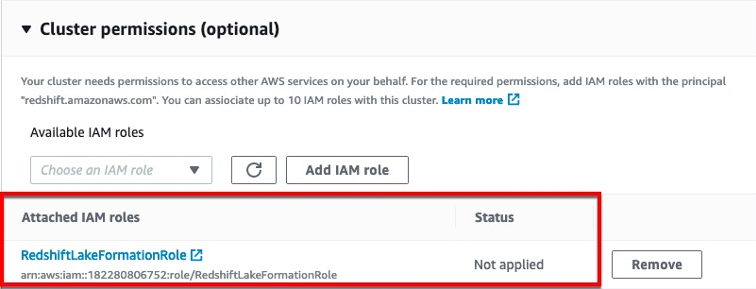 Cluster permissions (optional)
Your cluster needs permissions to access other AWS services on your behalf. For the required permissions, add IAM roles with the principal
"redshift.amazonaws.com". You can assiociate up to 10 IAM roles with this cluster. Learn more
Available IAM roles
Choose an IAM role
Add IAM role
Attached IAM roles Status
RedshiftLakeFormationRole
arn:aws:iam::182280806752:role/RedshiftLakeFormationRole
Not applied
Remove